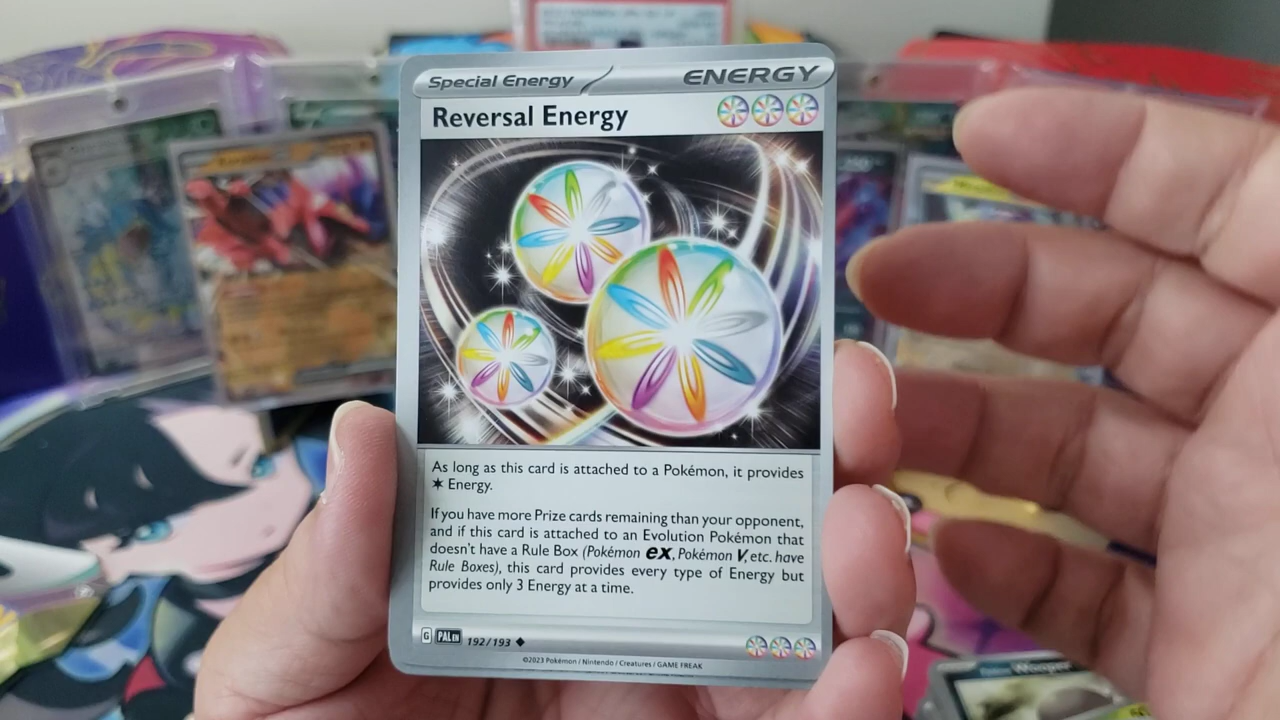 Special Energy
ENERGY
Reversal Energy
As long as this card is attached to a Pokémon, it provides
✶ Energy.
If you have more Prize cards remaining than your opponent,
and if this card is attached to an Evolution Pokémon that
doesn't have a Rule Box (Pokémon ex, Pokémon V, etc. have
Rule Boxes), this card provides every type of Energy but
provides only 3 Energy at a time.
G PAL EN 192/193 ◆
©2023 Pokémon / Nintendo / Creatures / GAME FREAK
Wooper